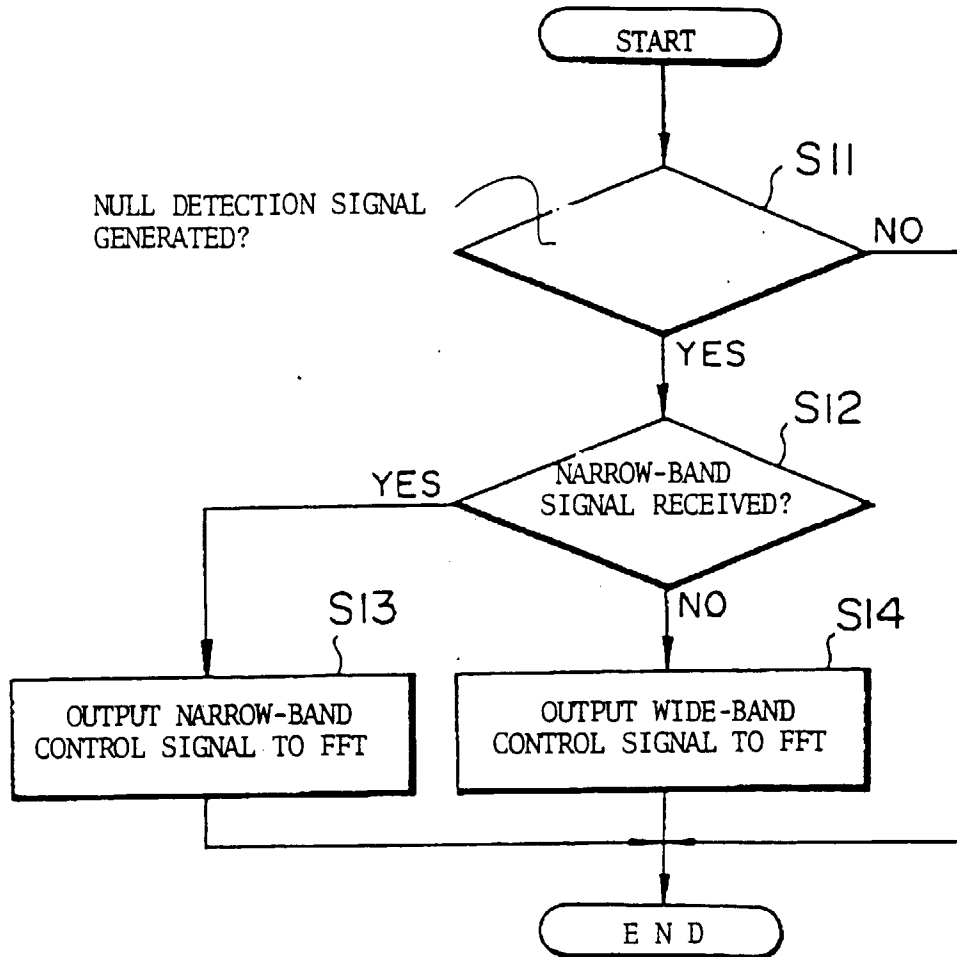 START
S11
NULL DETECTION SIGNAL
GENERATED?
NO
YES
S12
NARROW-BAND
SIGNAL RECEIVED?
YES
NO
S13
S14
OUTPUT NARROW-BAND
CONTROL SIGNAL TO FFT
OUTPUT WIDE-BAND
CONTROL SIGNAL TO FFT
E N D